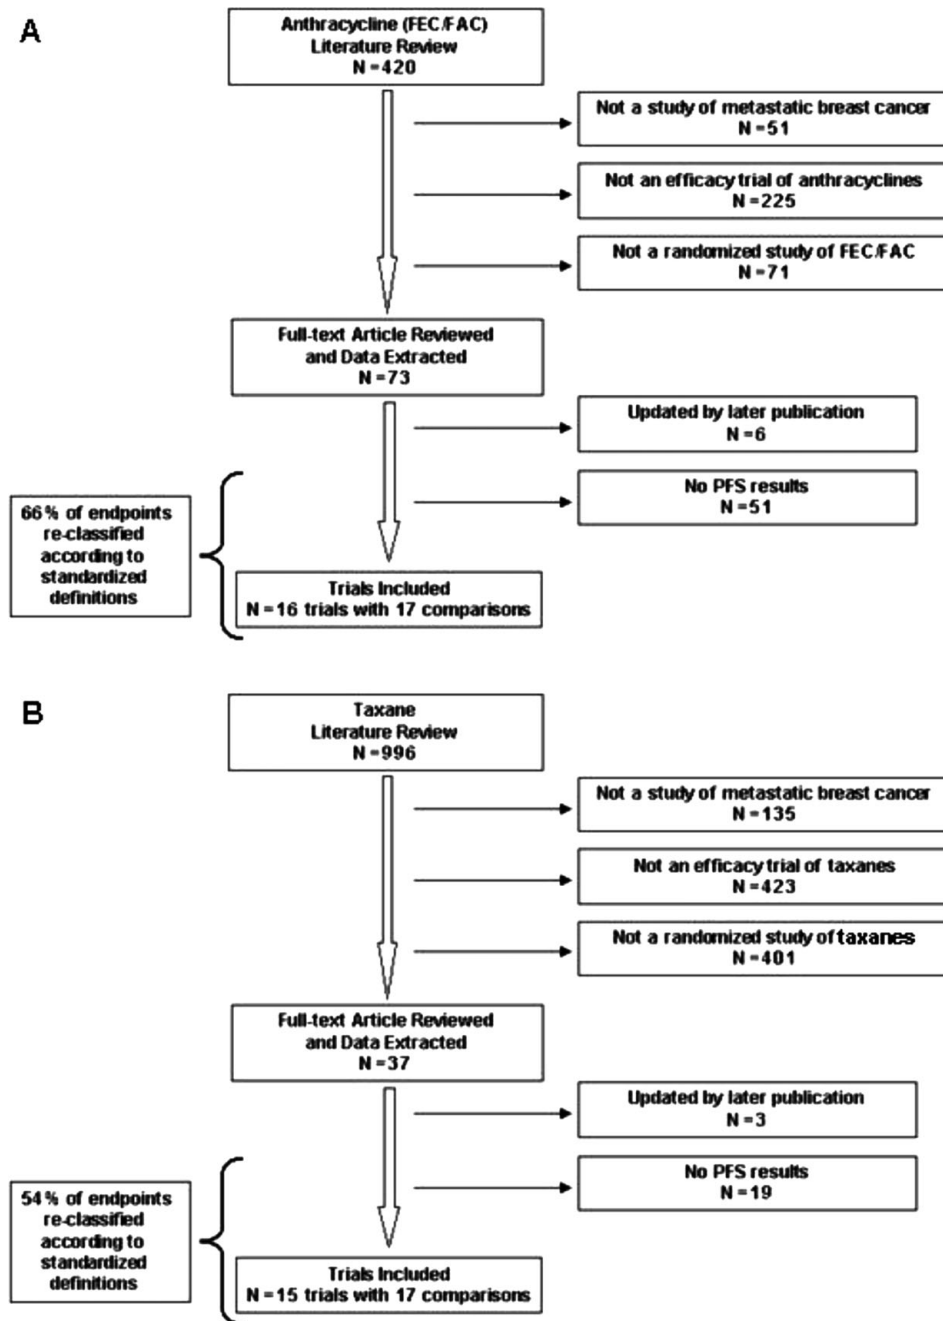 A
Anthracycline (FEC/FAC)
Literature Review
N=420
Not a study of metastatic breast cancer
N=51
Not an efficacy trial of anthracyclines
N=225
Not a randomized study of FEC/FAC
N=71
Full-text Article Reviewed
and Data Extracted
N=73
Updated by later publication
N=6
No PFS results
N=51
66% of endpoints
re-classified
according to
standardized
definitions
Trials Included
N=16 trials with 17 comparisons
B
Taxane
Literature Review
N=996
Not a study of metastatic breast cancer
N=135
Not an efficacy trial of taxanes
N=423
Not a randomized study of taxanes
N=401
Full-text Article Reviewed
and Data Extracted
N=37
Updated by later publication
N=3
No PFS results
N=19
54% of endpoints
re-classified
according to
standardized
definitions
Trials Included
N=15 trials with 17 comparisons